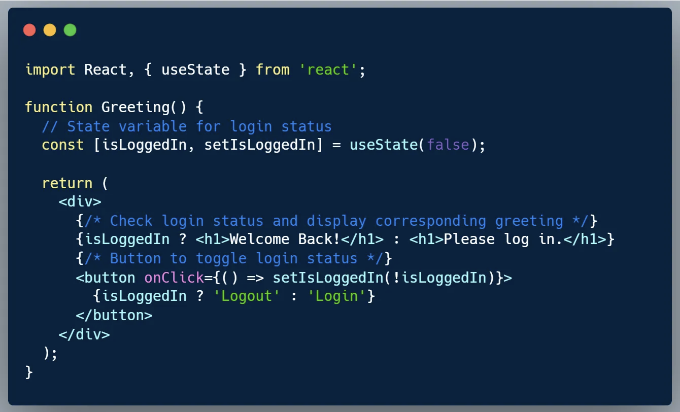 import React, { useState } from 'react';

function Greeting() {
  // State variable for login status
  const [isLoggedIn, setIsLoggedIn] = useState(false);

  return (
    <div>
      {/* Check login status and display corresponding greeting */}
      {isLoggedIn ? <h1>Welcome Back!</h1> : <h1>Please log in.</h1>}
      {/* Button to toggle login status */}
      <button onClick={() => setIsLoggedIn(!isLoggedIn)}>
        {isLoggedIn ? 'Logout' : 'Login'}
      </button>
    </div>
  );
}